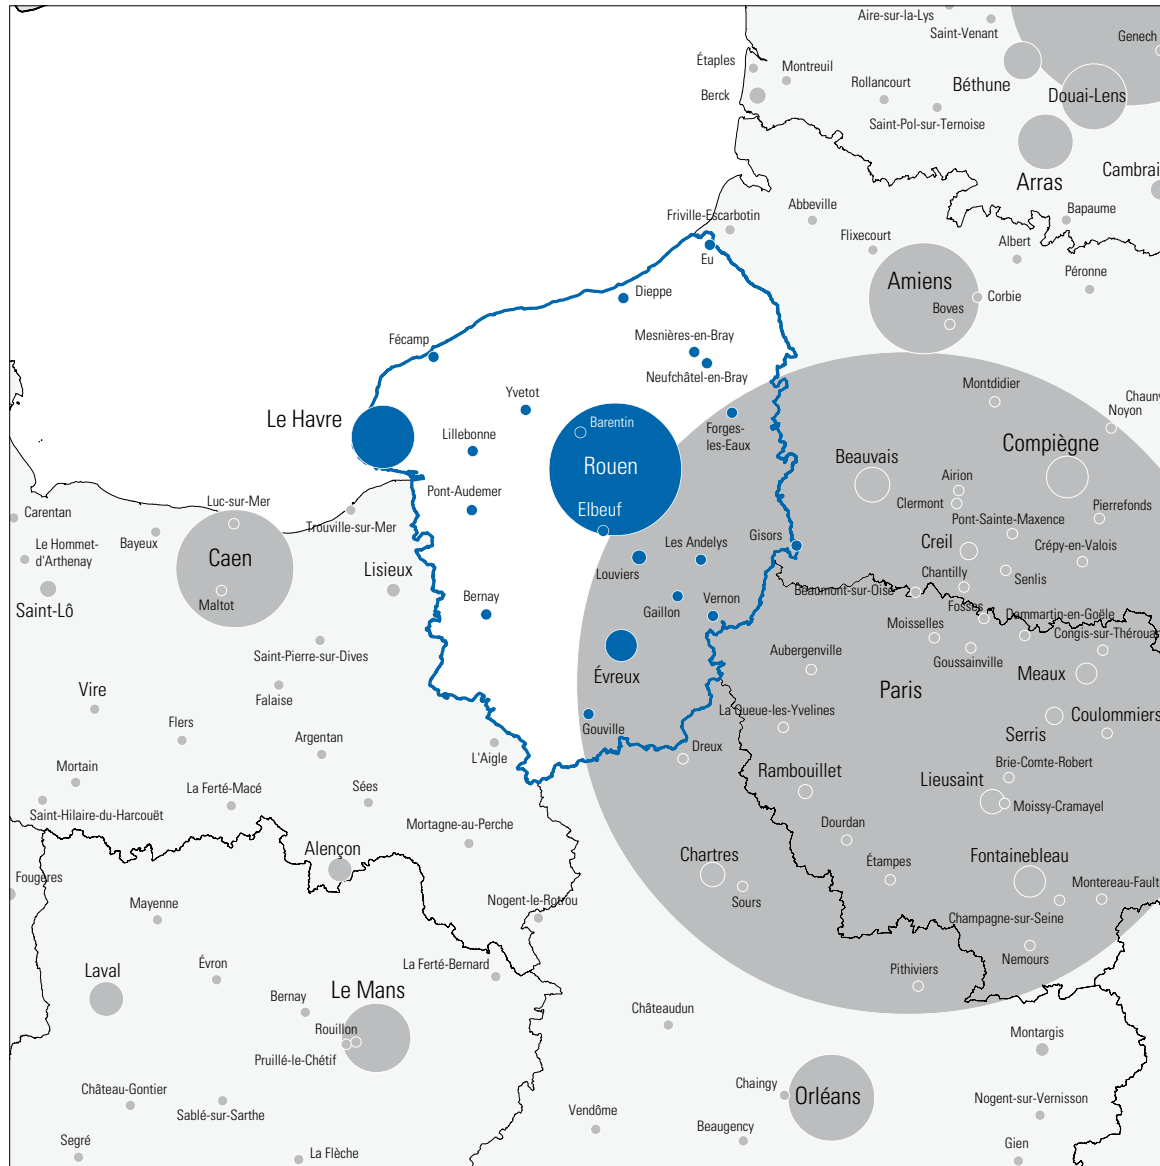 Aire-sur-la-Lys
Saint-Venant
Genech
Étaples
Montreuil
Berck
Rollancourt
Béthune
Douai-Lens
Saint-Pol-sur-Ternoise
Arras
Cambrai
Bapaume
Abbeville
Friville-Escarbotin
Flixecourt
Albert
Eu
Péronne
Amiens
Corbie
Boves
Dieppe
Fécamp
Mesnières-en-Bray
Neufchâtel-en-Bray
Montdidier
Chauny
Noyon
Yvetot
Le Havre
Barentin
Forges-
les-Eaux
Lillebonne
Compiègne
Beauvais
Rouen
Airion
Clermont
Pont-Audemer
Luc-sur-Mer
Elbeuf
Pierrefonds
Carentan
Trouville-sur-Mer
Pont-Sainte-Maxence
Bayeux
Le Hommet-
d'Arthenay
Caen
Les Andelys
Gisors
Creil
Crépy-en-Valois
Lisieux
Louviers
Senlis
Chantilly
Saint-Lô
Maltot
Beaumont-sur-Oise
Bernay
Gaillon
Vernon
Fosses
Dammartin-en-Goële
Moisselles
Congis-sur-Thérouan
Saint-Pierre-sur-Dives
Aubergenville
Goussainville
Évreux
Meaux
Vire
Falaise
Paris
La Queue-les-Yvelines
Coulommiers
Flers
Gouville
Serris
Argentan
L'Aigle
Dreux
Brie-Comte-Robert
Mortain
Rambouillet
Lieusaint
La Ferté-Macé
Sées
Moissy-Cramayel
Saint-Hilaire-du-Harcouët
Mortagne-au-Perche
Dourdan
Alençon
Chartres
Étampes
Fontainebleau
Fougères
Montereau-Fault
Mayenne
Nogent-le-Rotrou
Sours
Champagne-sur-Seine
Évron
La Ferté-Bernard
Nemours
Laval
Pithiviers
Bernay
Le Mans
Châteaudun
Rouillon
Montargis
Pruillé-le-Chétif
Château-Gontier
Chaingy
Orléans
Nogent-sur-Vernisson
Sablé-sur-Sarthe
Vendôme
Beaugency
Segré
Gien
La Flèche